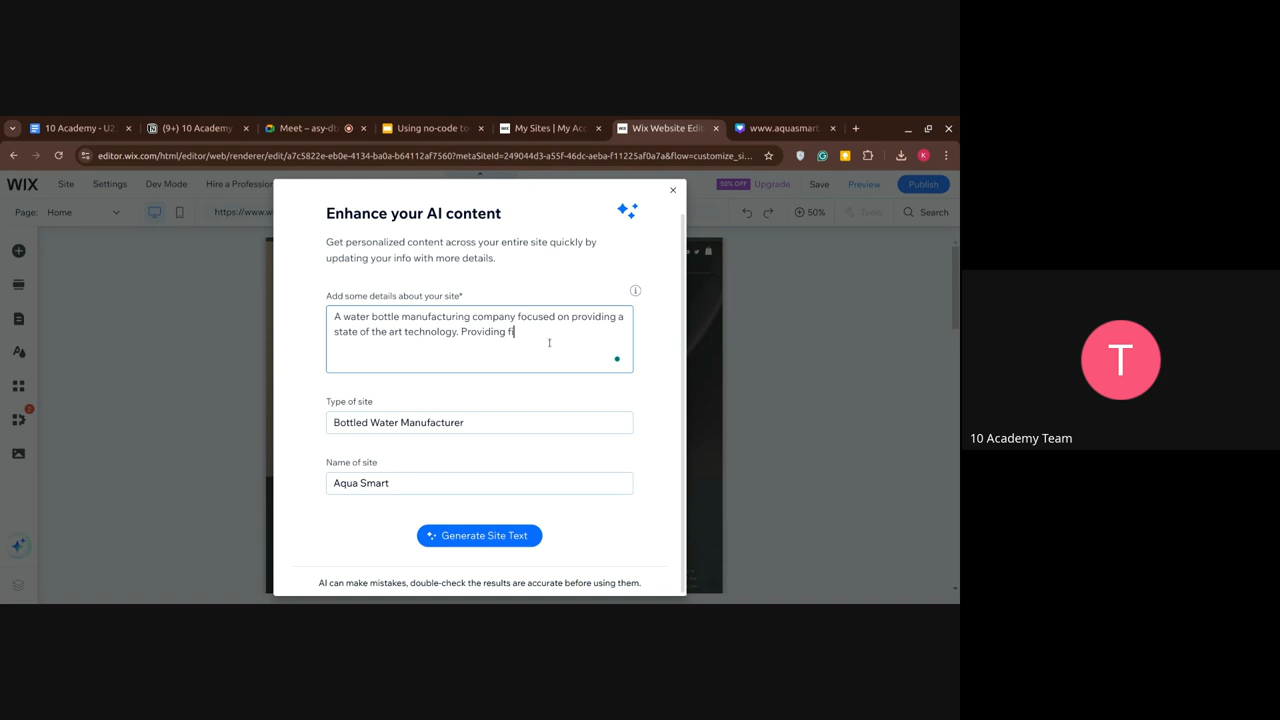 10 Academy - U2
(9+) 10 Academy
Meet – asy-dt
Using no-code to
My Sites | My Acc
Wix Website Edit
www.aquasmart.
editor.wix.com/html/editor/web/renderer/edit/a7c5822e-eb0e-4134-ba0a-b64112af7560?metaSiteId=249044d3-a55f-46dc-aeba-f11225af0a7a&flow=customize_si...
K
WIX
Site
Settings
Dev Mode
Hire a Profession
50% OFF
Upgrade
Save
Preview
Publish
Page:
Home
https://www.w
50%
Tools
Search
2
Enhance your AI content
Get personalized content across your entire site quickly by
updating your info with more details.
Add some details about your site*
A water bottle manufacturing company focused on providing a
state of the art technology. Providing fi
Type of site
Bottled Water Manufacturer
Name of site
Aqua Smart
Generate Site Text
AI can make mistakes, double-check the results are accurate before using them.
T
10 Academy Team